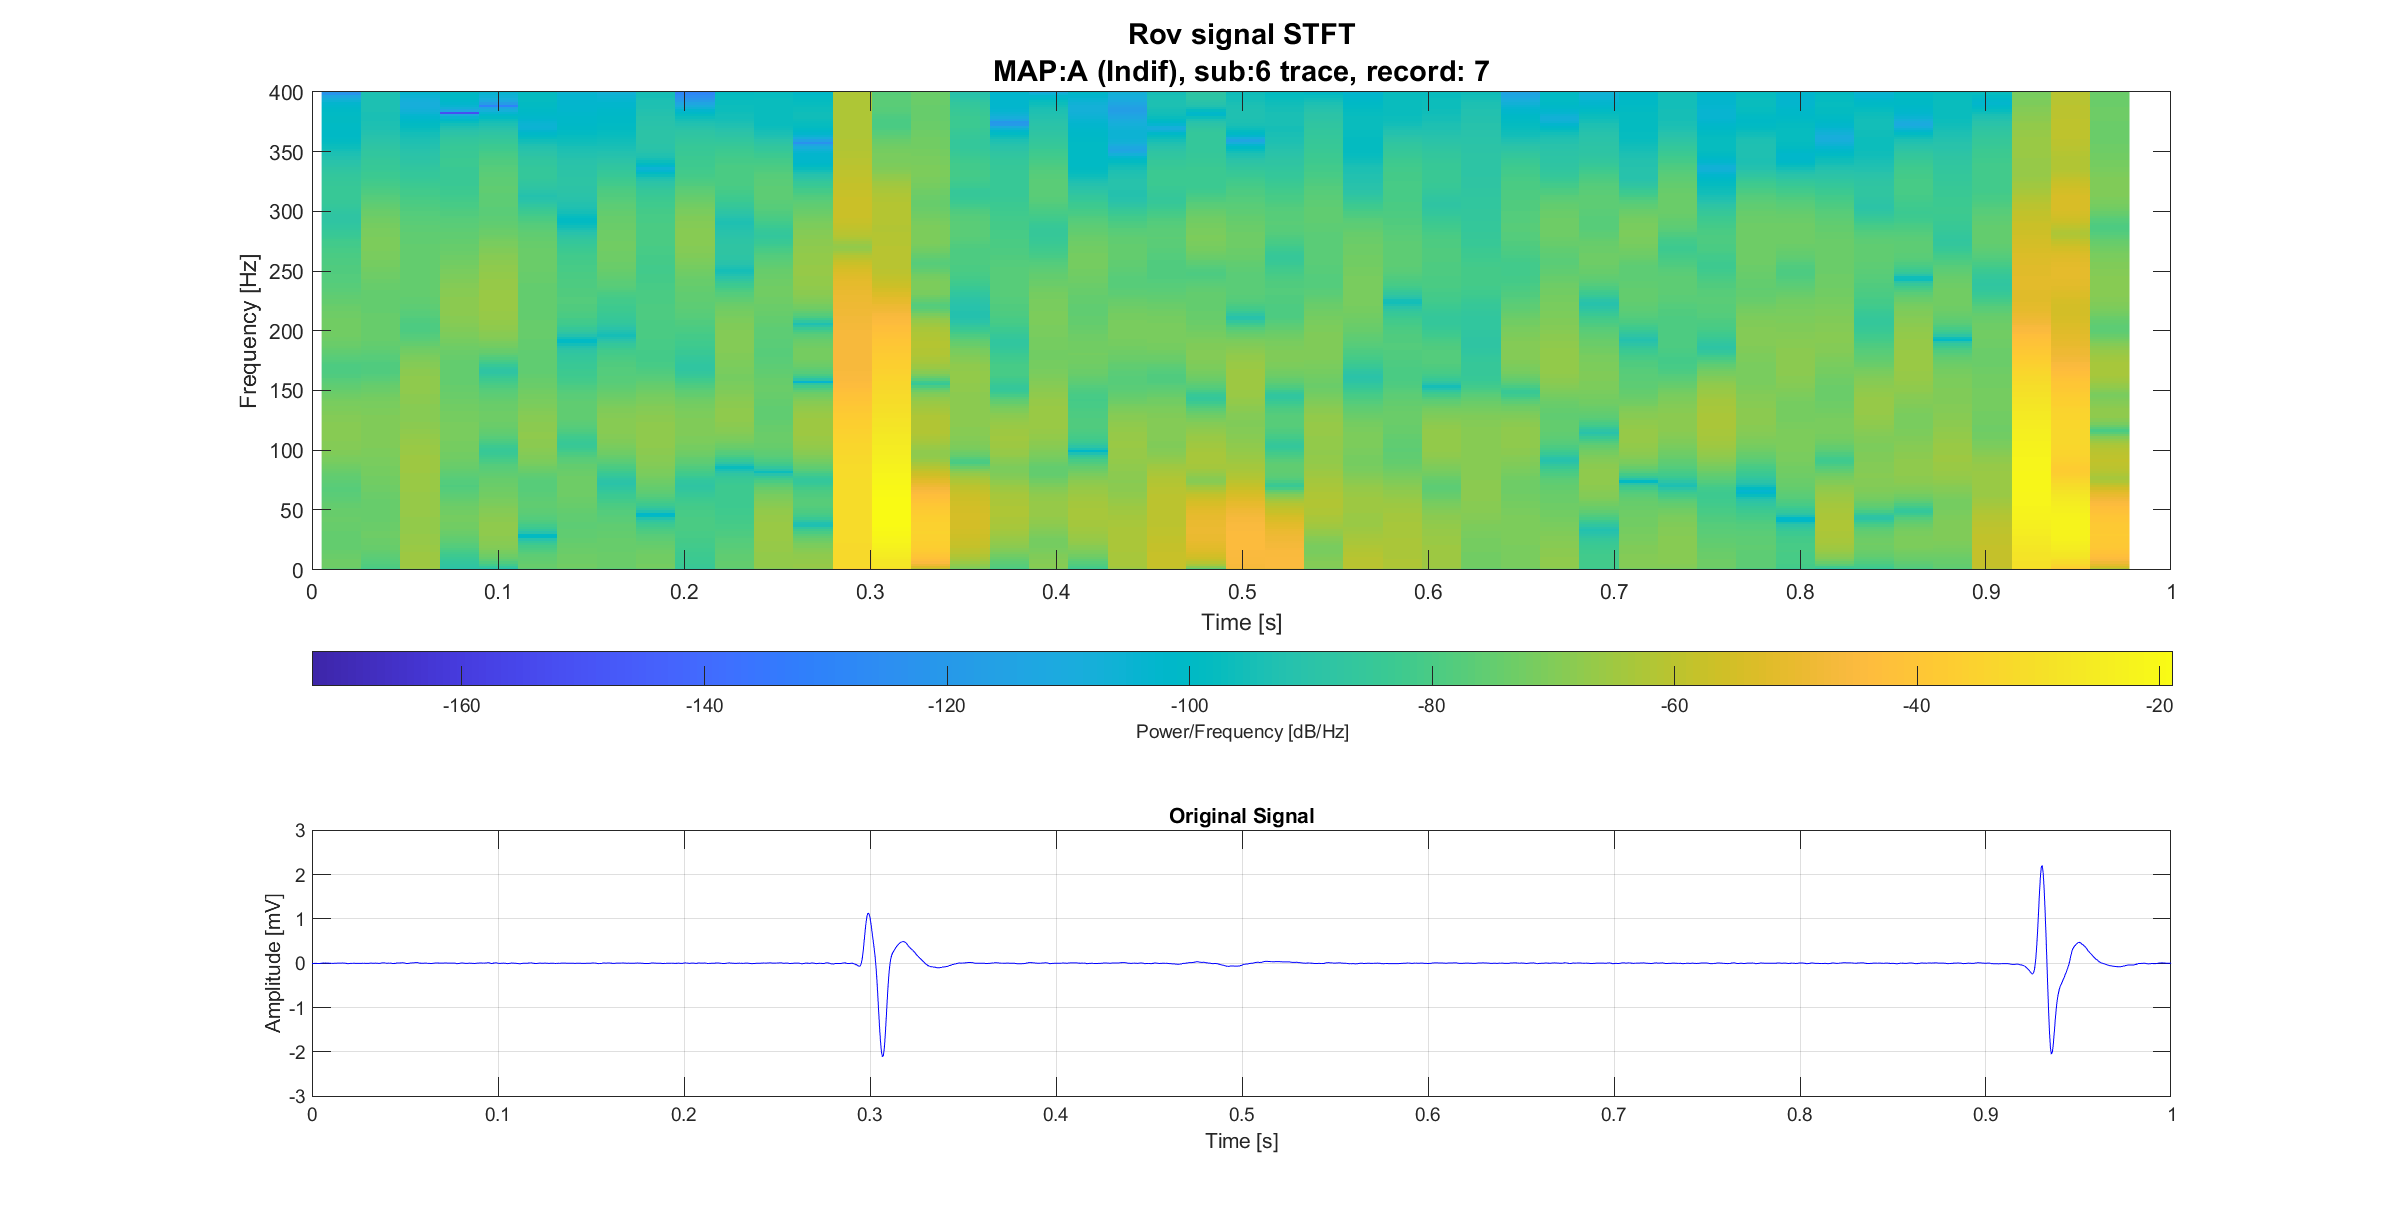 Rov signal STFT
MAP:A (Indif), sub:6 trace, record: 7
400
350
300
250
200
150
100
50
0
Frequency [Hz]
0 0.1 0.2 0.3 0.4 0.5 0.6 0.7 0.8 0.9 1
Time [s]
-160 -140 -120 -100 -80 -60 -40 -20
Power/Frequency [dB/Hz]
Original Signal
3
2
1
0
-1
-2
-3
Amplitude [mV]
0 0.1 0.2 0.3 0.4 0.5 0.6 0.7 0.8 0.9 1
Time [s]